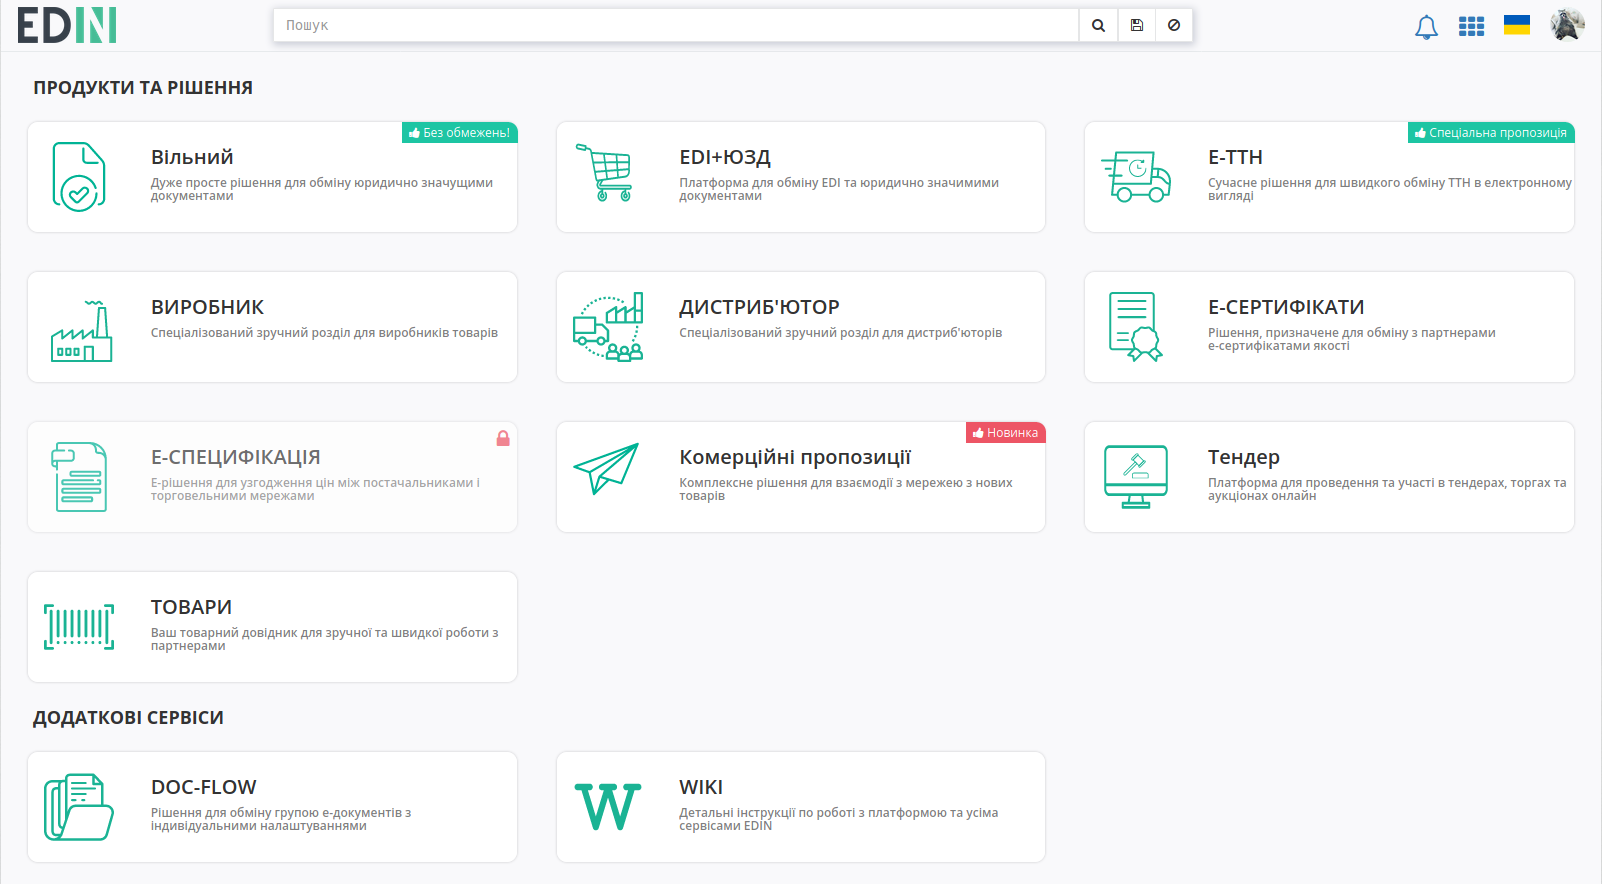 EDIN
Пошук
ПРОДУКТИ ТА РІШЕННЯ
Без обмежень!
Вільний
Дуже просте рішення для обміну юридично значущими
документами
EDI+ЮЗД
Платформа для обміну EDI та юридично значимими
документами
Спеціальна пропозиція
Е-ТТН
Сучасне рішення для швидкого обміну ТТН в електронному
вигляді
ВИРОБНИК
Спеціалізований зручний розділ для виробників товарів
ДИСТРИБ'ЮТОР
Спеціалізований зручний розділ для дистриб'юторів
Е-СЕРТИФІКАТИ
Рішення, призначене для обміну з партнерами
е-сертифікатами якості
Е-СПЕЦИФІКАЦІЯ
Е-рішення для узгодження цін між постачальниками і
торговельними мережами
Новинка
Комерційні пропозиції
Комплексне рішення для взаємодії з мережею з нових
товарів
Тендер
Платформа для проведення та участі в тендерах, торгах та
аукціонах онлайн
ТОВАРИ
Ваш товарний довідник для зручної та швидкої роботи з
партнерами
ДОДАТКОВІ СЕРВІСИ
DOC-FLOW
Рішення для обміну групою е-документів з
індивідуальними налаштуваннями
W
WIKI
Детальні інструкції по роботі з платформою та усіма
сервісами EDIN